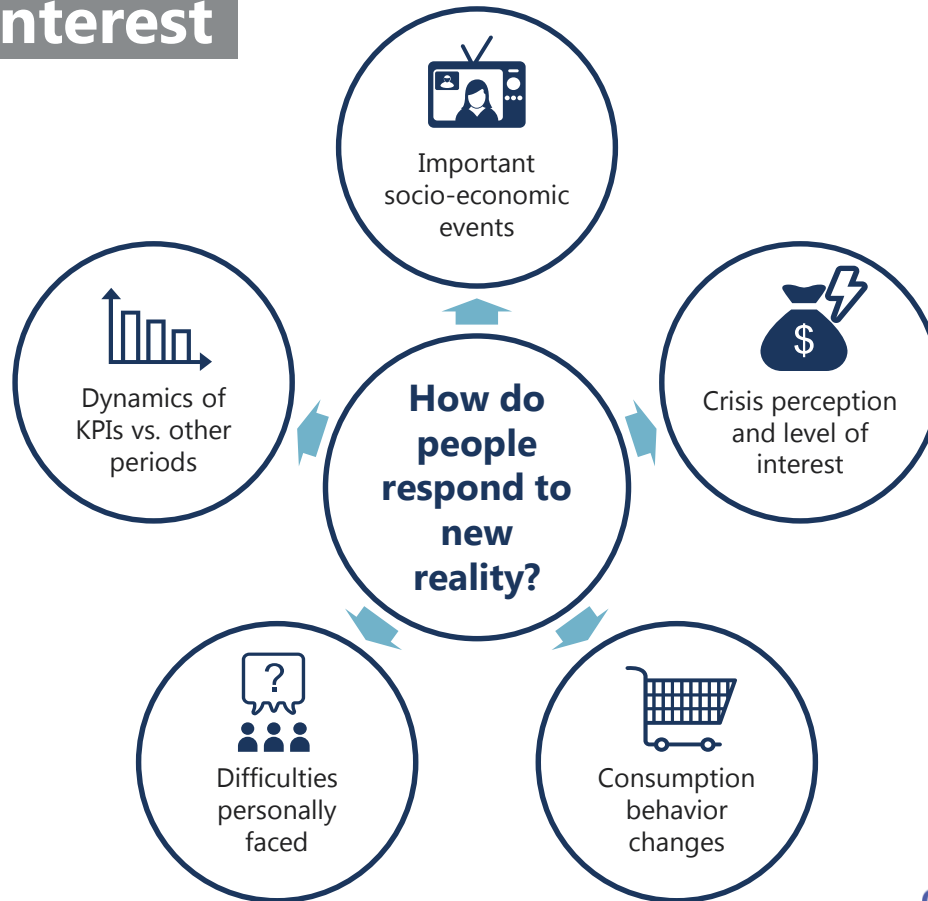 nterest
Important
socio-economic
events
Dynamics of
KPIs vs. other
periods
$
Crisis perception
and level of
interest
How do
people
respond to
new
reality?
?
Difficulties
personally
faced
Consumption
behavior
changes